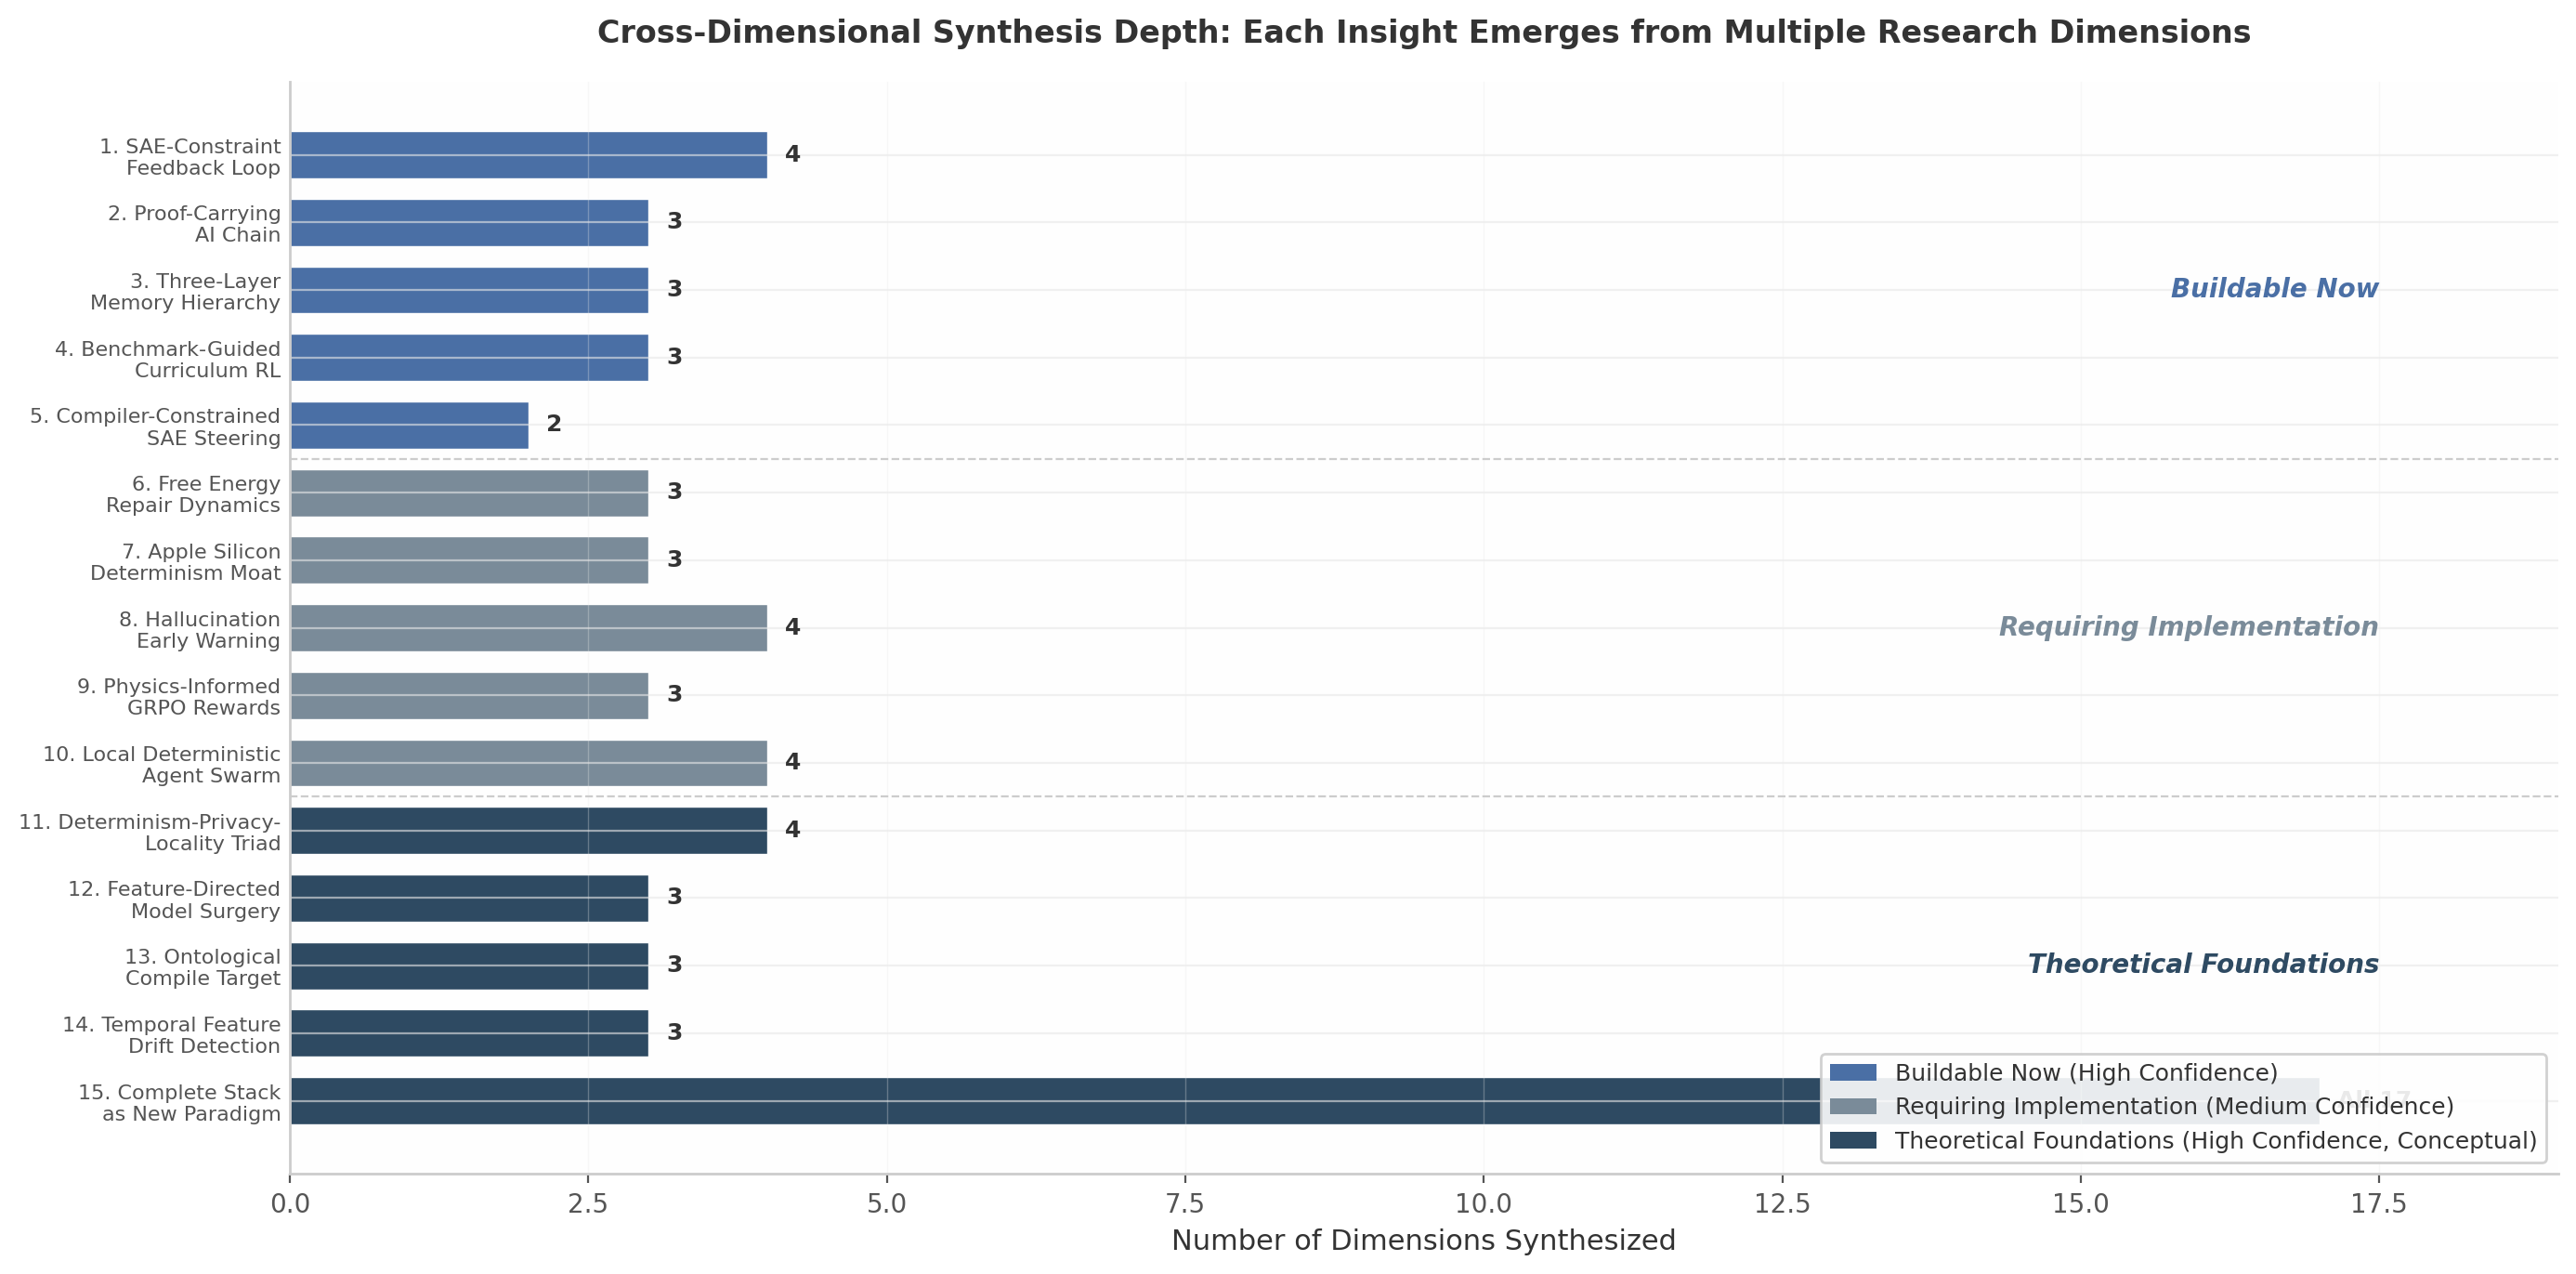 Cross-Dimensional Synthesis Depth: Each Insight Emerges from Multiple Research Dimensions
1. SAE-Constraint
Feedback Loop
4
2. Proof-Carrying
AI Chain
3
3. Three-Layer
Memory Hierarchy
3
Buildable Now
4. Benchmark-Guided
Curriculum RL
3
5. Compiler-Constrained
SAE Steering
2
6. Free Energy
Repair Dynamics
3
7. Apple Silicon
Determinism Moat
3
8. Hallucination
Early Warning
4
Requiring Implementation
9. Physics-Informed
GRPO Rewards
3
10. Local Deterministic
Agent Swarm
4
11. Determinism-Privacy-
Locality Triad
4
12. Feature-Directed
Model Surgery
3
13. Ontological
Compile Target
3
Theoretical Foundations
14. Temporal Feature
Drift Detection
3
15. Complete Stack
as New Paradigm
All 17
Buildable Now (High Confidence)
Requiring Implementation (Medium Confidence)
Theoretical Foundations (High Confidence, Conceptual)
0.0 2.5 5.0 7.5 10.0 12.5 15.0 17.5
Number of Dimensions Synthesized